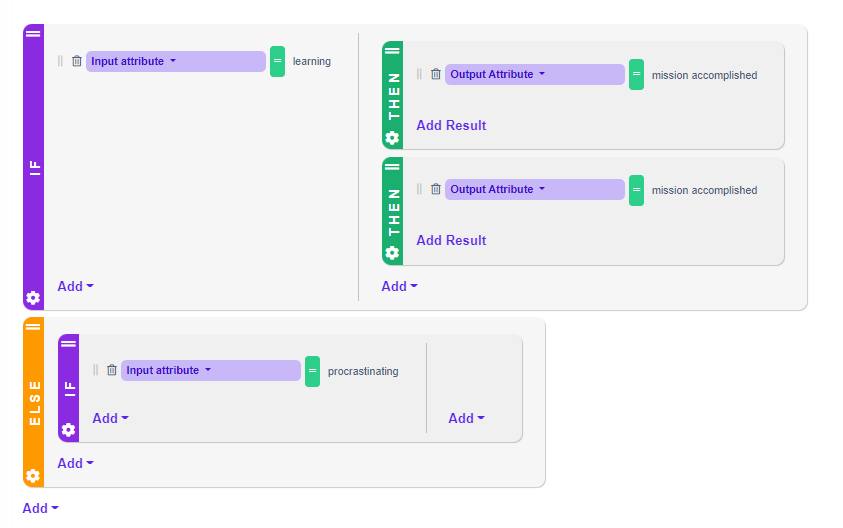 IF
Input attribute = learning
THEN
Output Attribute = mission accomplished
Add Result
THEN
Output Attribute = mission accomplished
Add Result
Add
Add
ELSE
IF
Input attribute = procrastinating
Add
Add
Add
Add